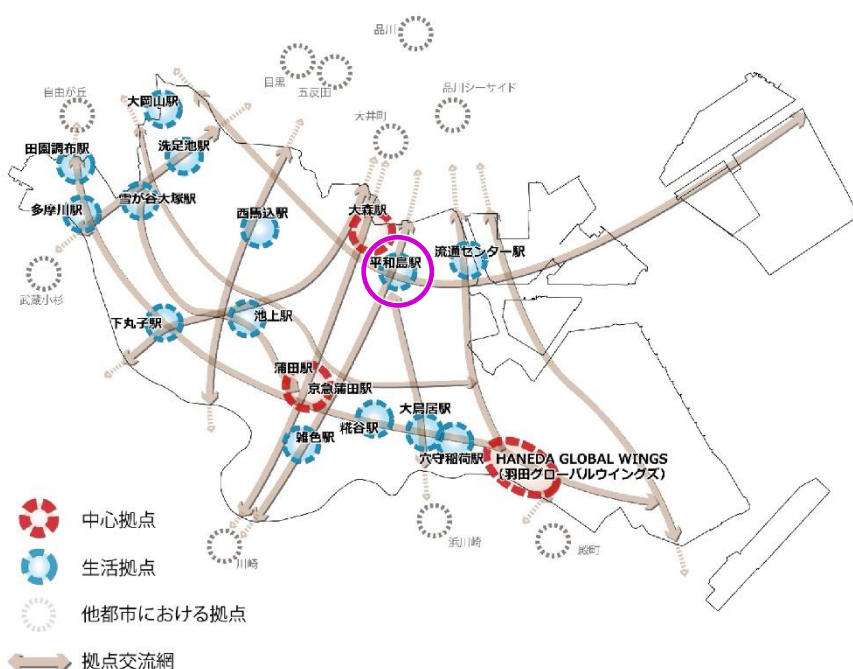 品川
目黒
五反田
品川シーサイド
自由が丘
大岡山駅
大井町
洗足池駅
田園調布駅
雪が谷大塚駅
多摩川駅
西馬込駅
大森駅
流通センター駅
平和島駅
武蔵小杉
下丸子駅
池上駅
蒲田駅
京急蒲田駅
大鳥居駅
糀谷駅
雑色駅
穴守稲荷駅
HANEDA GLOBAL WINGS
(羽田グローバルウイングズ)
川崎
浜川崎
殿町
中心拠点
生活拠点
他都市における拠点
拠点交流網